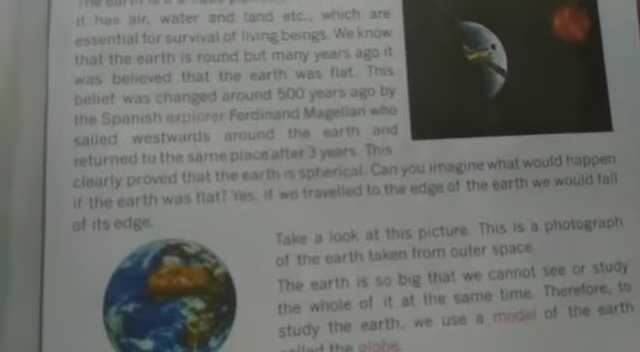 it has air, water and land etc., which are
essential for survival of living beings. We know
that the earth is round but many years ago it
was believed that the earth was flat. This
belief was changed around 500 years ago by
the Spanish explorer Ferdinand Magellan who
sailed westwards around the earth and
returned to the same place after 3 years. This
clearly proved that the earth is spherical. Can you imagine what would happen
if the earth was flat? Yes, if we travelled to the edge of the earth we would fall
of its edge.
Take a look at this picture. This is a photograph
of the earth taken from outer space.
The earth is so big that we cannot see or study
the whole of it at the same time. Therefore, to
study the earth, we use a model of the earth
called the globe.